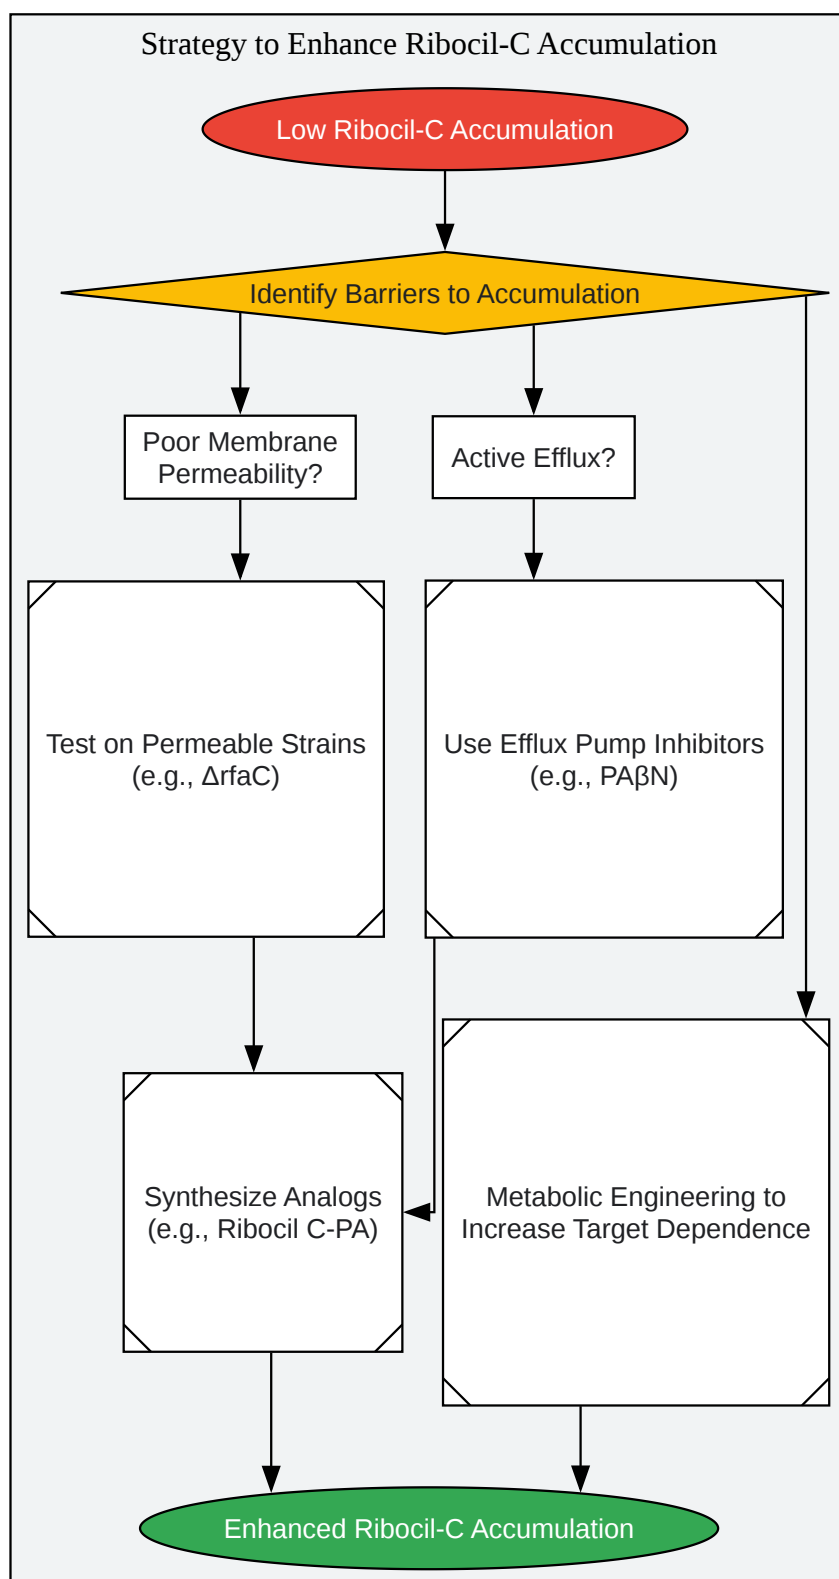 Strategy to Enhance Ribocil-C Accumulation
Low Ribocil-C Accumulation
Identify Barriers to Accumulation
Poor Membrane
Permeability?
Active Efflux?
Test on Permeable Strains
(e.g., ΔrfaC)
Use Efflux Pump Inhibitors
(e.g., PAβN)
Synthesize Analogs
(e.g., Ribocil C-PA)
Metabolic Engineering to
Increase Target Dependence
Enhanced Ribocil-C Accumulation